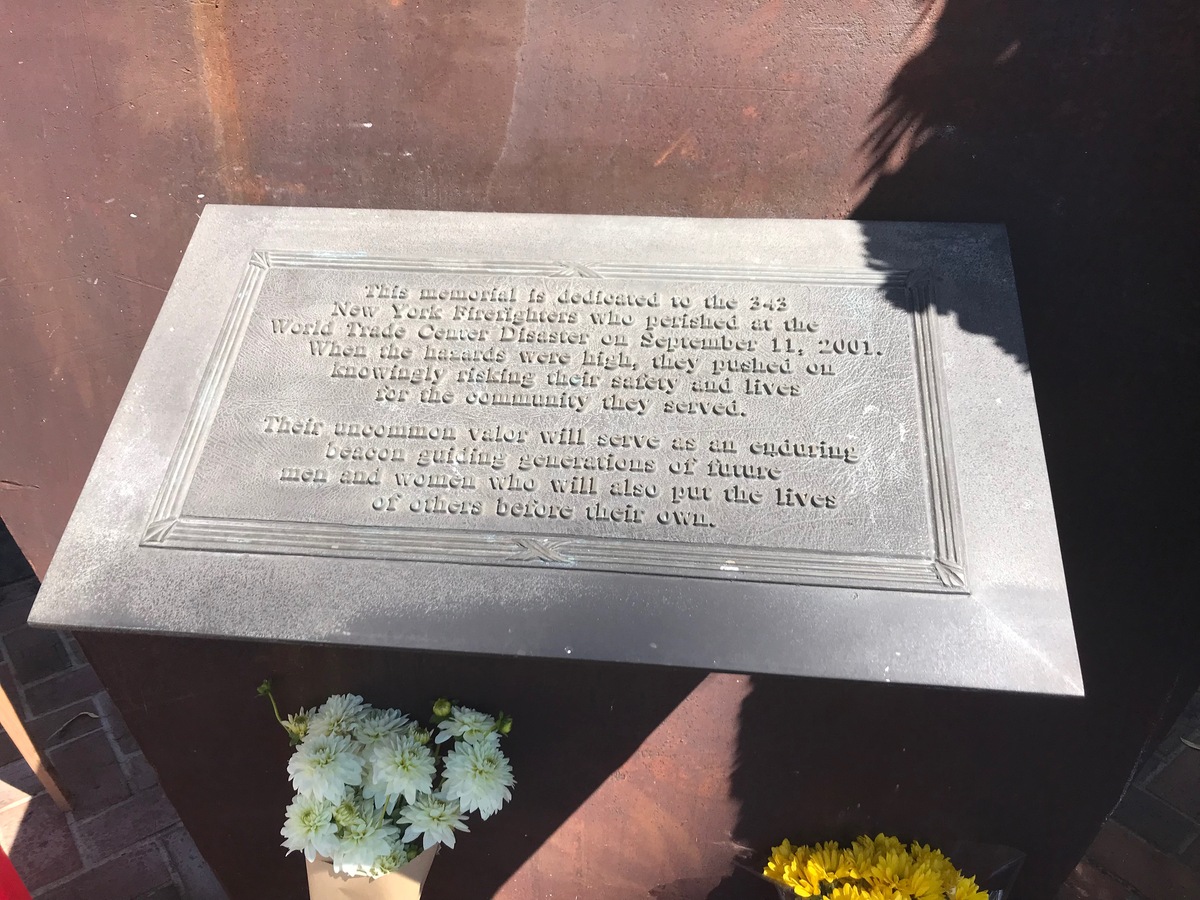 This memorial is dedicated to the 343
New York Firefighters who perished at the
World Trade Center Disaster on September 11, 2001.
When the hazards were high, they pushed on
knowingly risking their safety and lives
for the community they served.
Their uncommon valor will serve as an enduring
beacon guiding generations of future
men and women who will also put the lives
of others before their own.